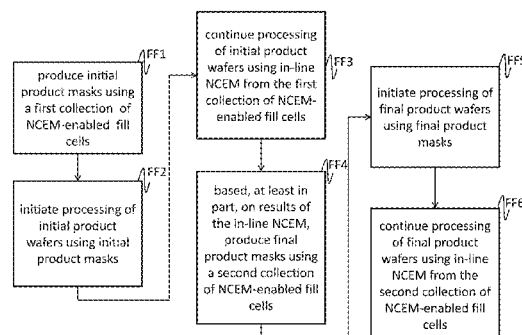 FF1
produce initial
product masks using
a first collection of
NCEM-enabled fill
cells
FF2
initiate processing of
initial product
wafers using initial
product masks
FF3
continue processing
of initial product
wafers using in-line
NCEM from the first
collection of NCEM-
enabled fill cells
FF4
based, at least in
part, on results of
the in-line NCEM,
produce final
product masks using
a second collection
of NCEM-enabled fill
cells
FF5
initiate processing of
final product wafers
using final product
masks
FF6
continue processing
of final product
wafers using in-line
NCEM from the
second collection of
NCEM-enabled fill
cells